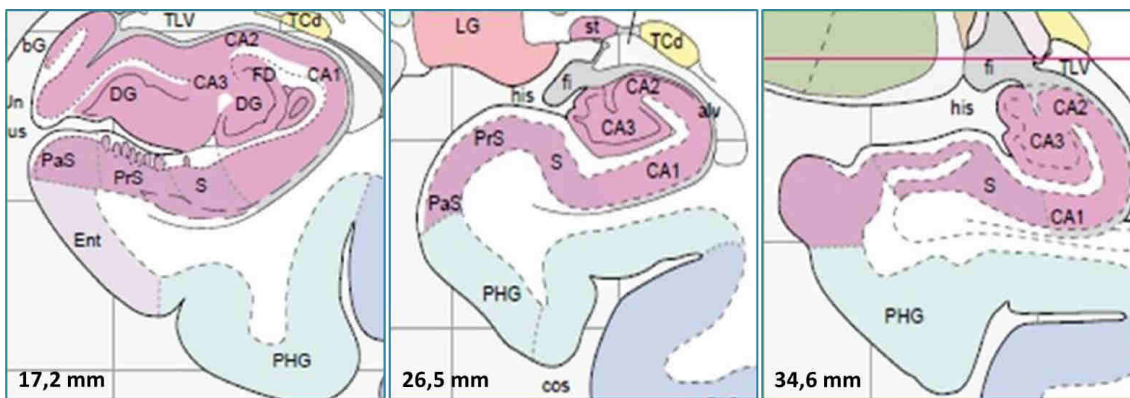 TLV
TCd
bG
CA2
CA3
FD
CA1
DG
DG
Jn
us
PaS
PrS
S
Ent
PHG
17,2 mm
LG
st
TCd
fi
his
CA2
alv
CA3
PrS
S
CA1
PaS
PHG
26,5 mm
cos
fi
TLV
his
CA2
CA3
S
CA1
PHG
34,6 mm